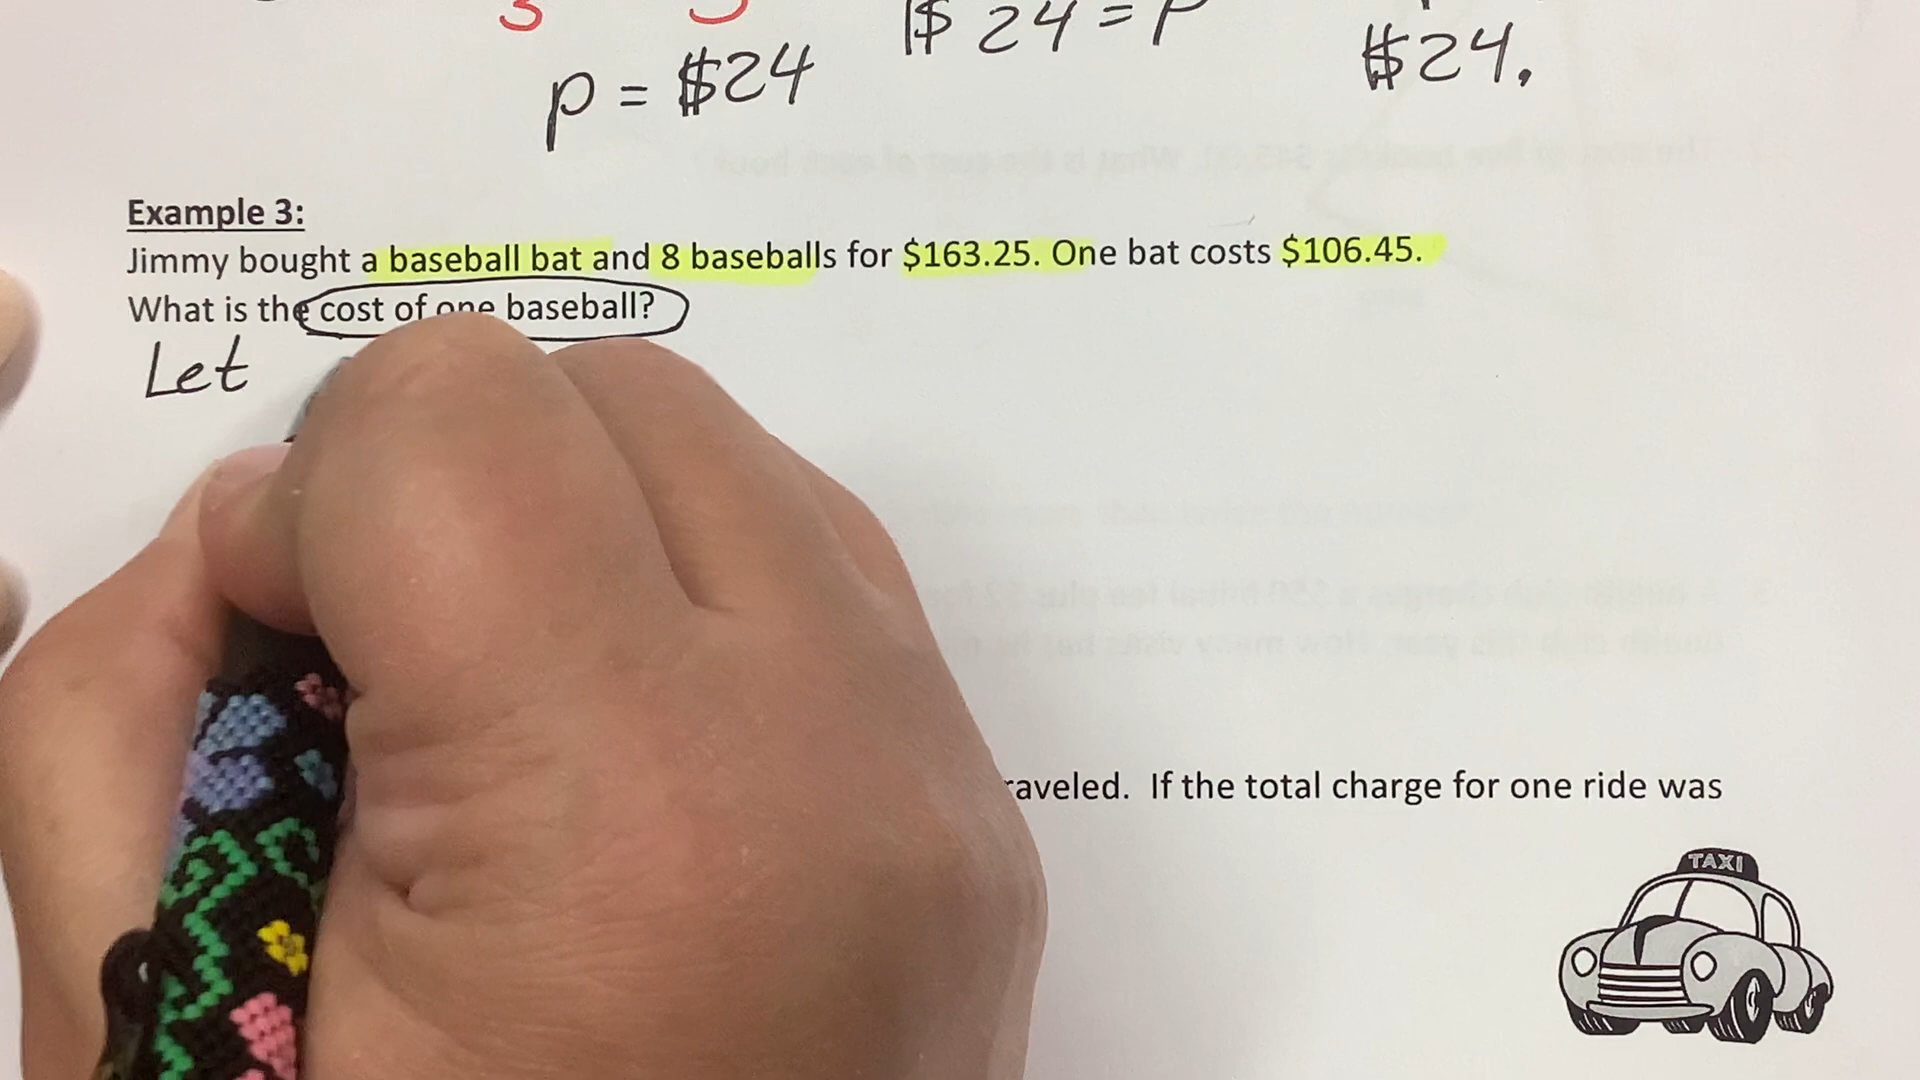 3
$24 = P
p = $24
$24.
Example 3:
Jimmy bought a baseball bat and 8 baseballs for $163.25. One bat costs $106.45.
What is the cost of one baseball?
Let
raveled. If the total charge for one ride was
TAXI